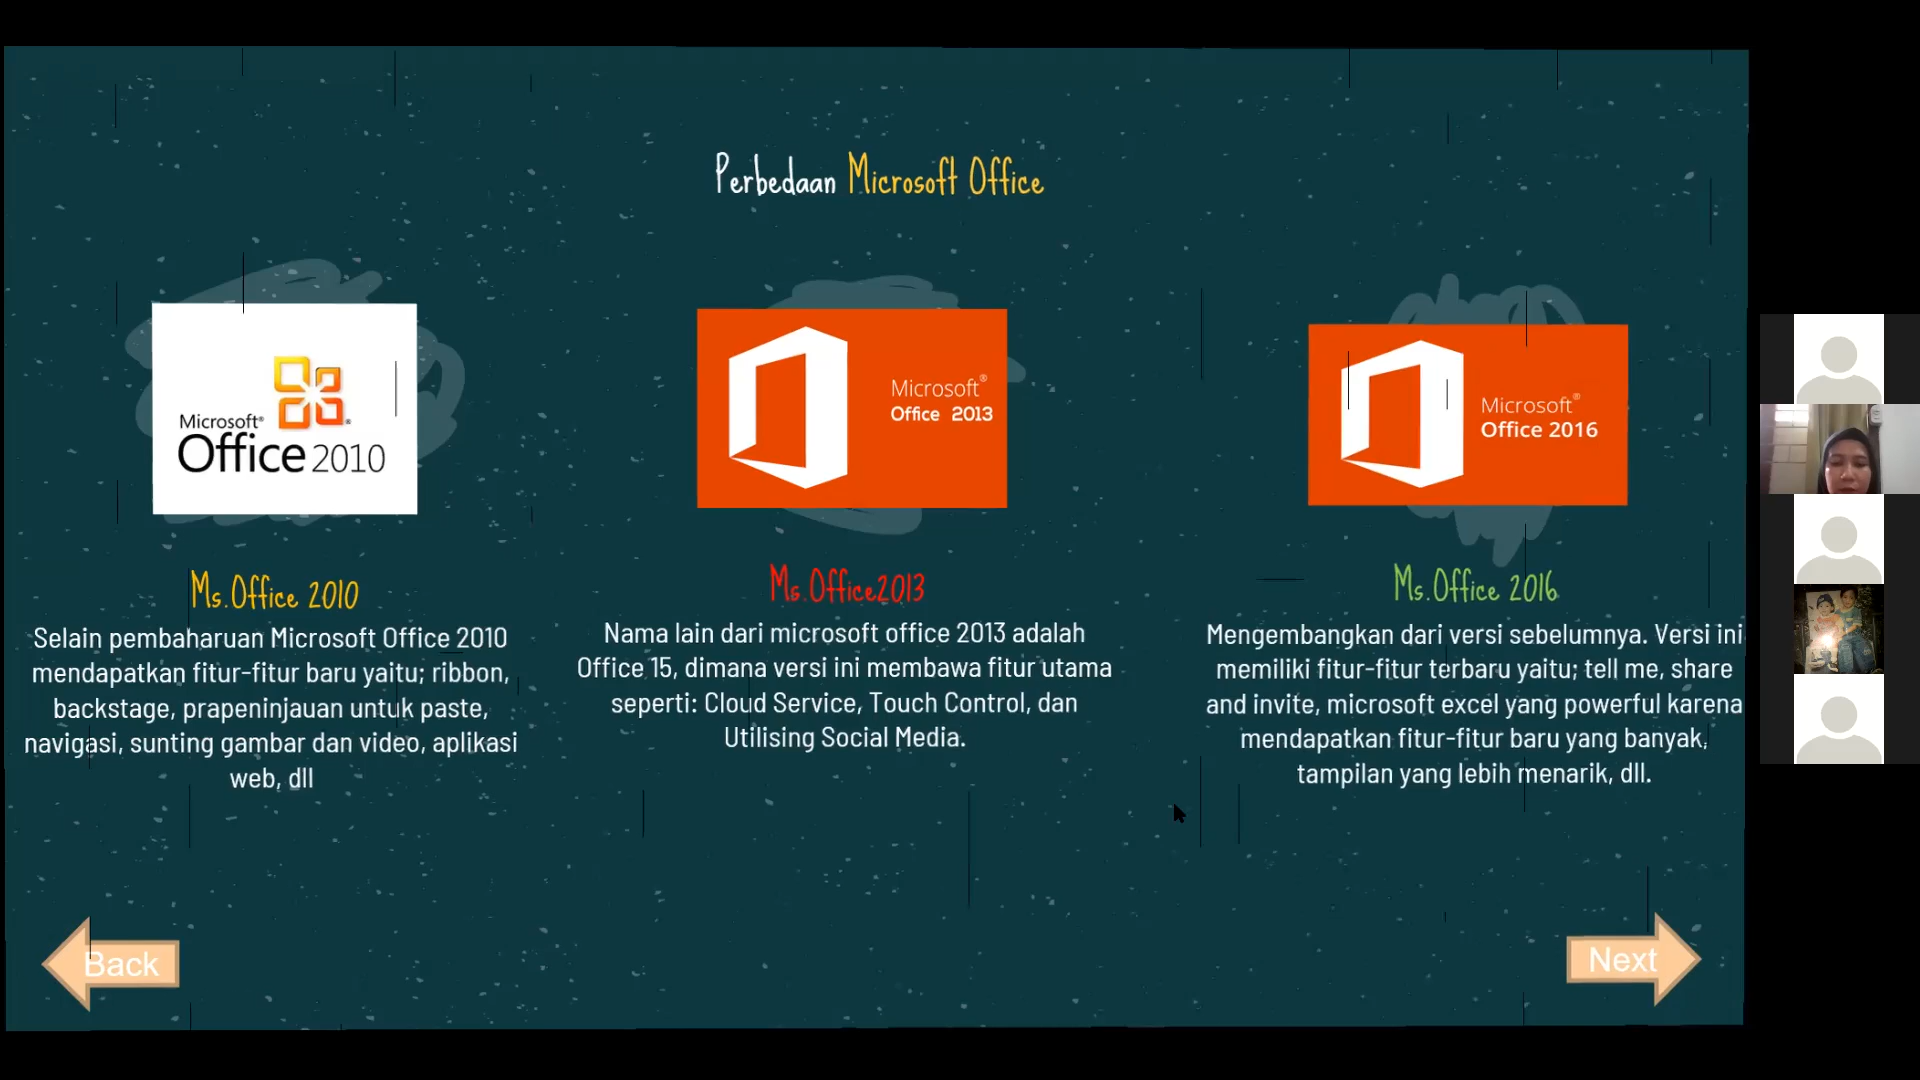 Perbedaan Microsoft Office
Microsoft®
Office 2010
Microsoft®
Office 2013
Microsoft®
Office 2016
Ms.Office 2010
Selain pembaharuan Microsoft Office 2010
mendapatkan fitur-fitur baru yaitu; ribbon,
backstage, prapeninjauan untuk paste,
navigasi, sunting gambar dan video, aplikasi
web, dll
Ms.Office2013
Nama lain dari microsoft office 2013 adalah
Office 15, dimana versi ini membawa fitur utama
seperti: Cloud Service, Touch Control, dan
Utilising Social Media.
Ms.Office 2016
Mengembangkan dari versi sebelumnya. Versi ini
memiliki fitur-fitur terbaru yaitu; tell me, share
and invite, microsoft excel yang powerful karena
mendapatkan fitur-fitur baru yang banyak,
tampilan yang lebih menarik, dll.
Back
Next